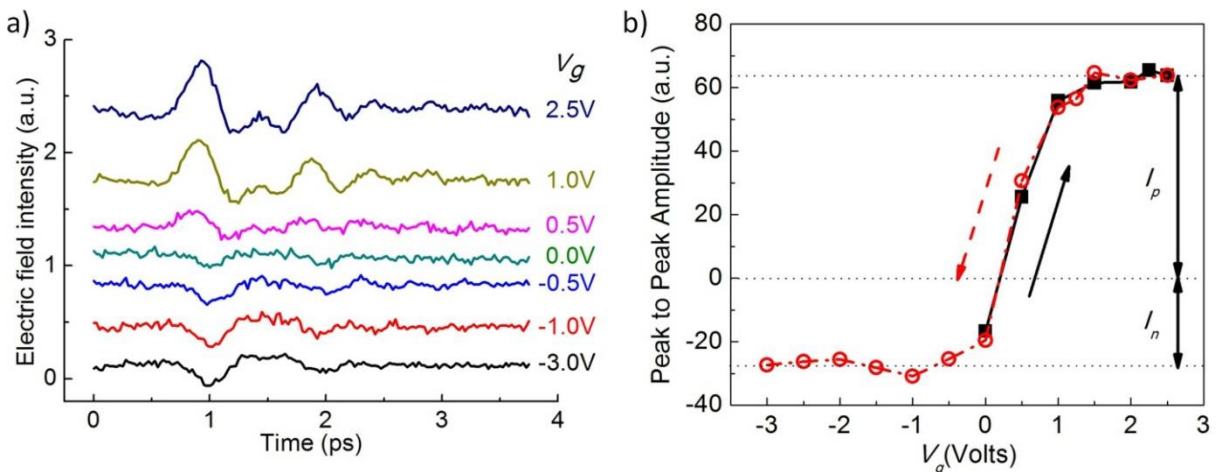 a)
Electric field intensity (a.u.)
3
2
1
0
0
1
2
3
4
Time (ps)
Vg
2.5V
1.0V
0.5V
0.0V
-0.5V
-1.0V
-3.0V
b)
Peak to Peak Amplitude (a.u.)
80
60
40
20
0
-20
-40
-3
-2
-1
0
1
2
3
Vg(Volts)
Ip
In